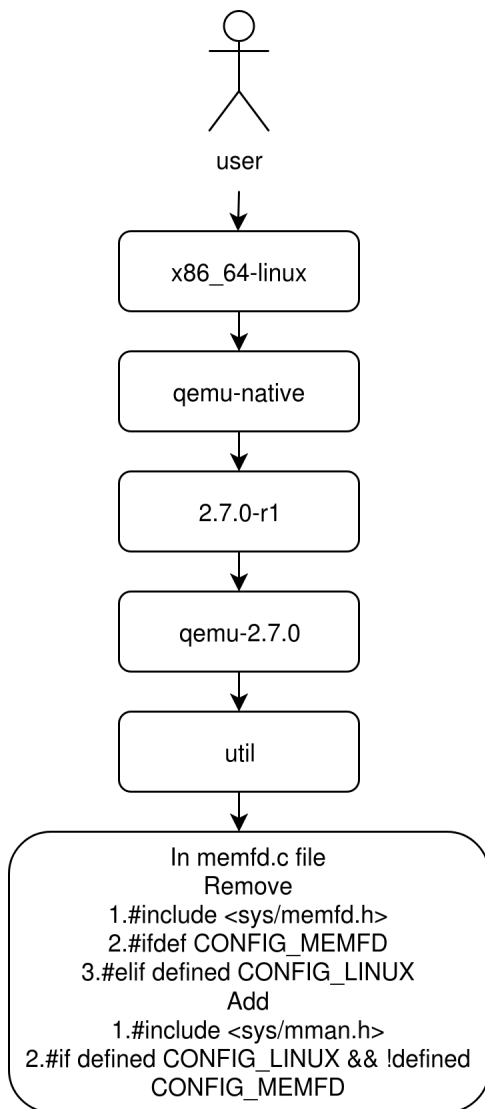 user
x86_64-linux
qemu-native
2.7.0-r1
qemu-2.7.0
util
In memfd.c file
Remove
1.#include <sys/memfd.h>
2.#ifdef CONFIG_MEMFD
3.#elif defined CONFIG_LINUX
Add
1.#include <sys/mman.h>
2.#if defined CONFIG_LINUX && !defined
CONFIG_MEMFD